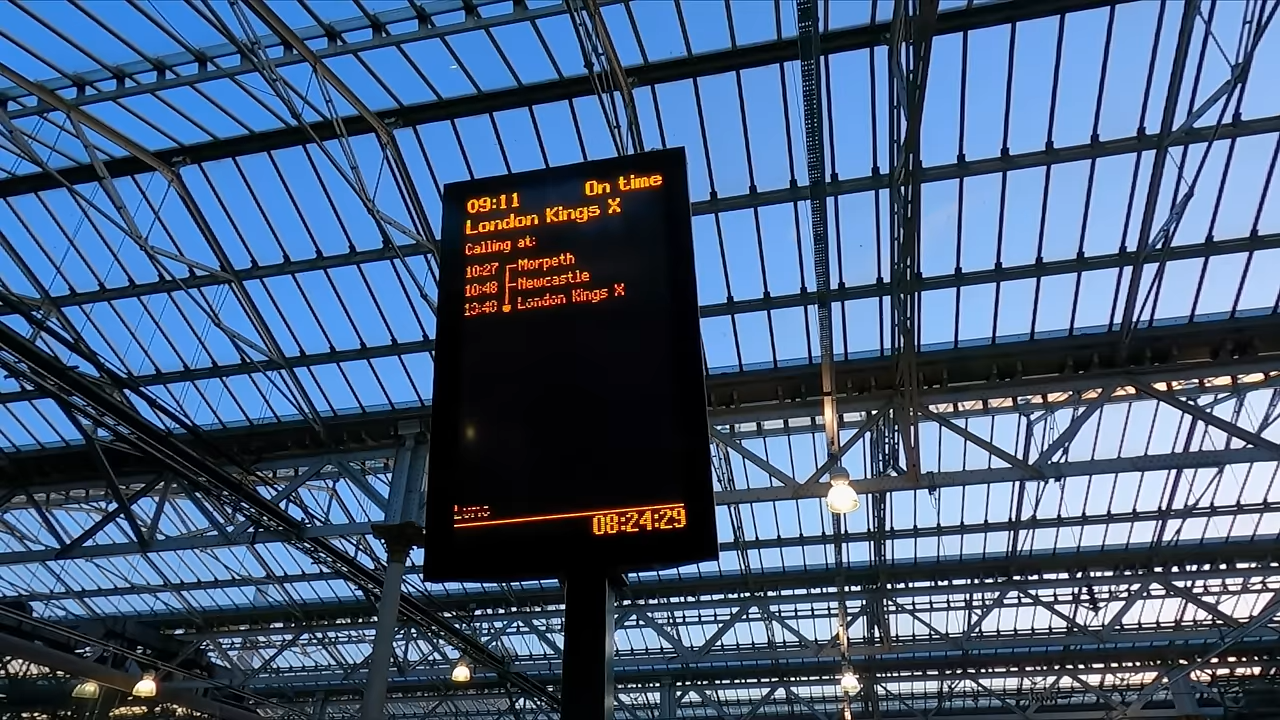 09:11 On time
London Kings X
Calling at:
10:27 Morpeth
10:48 Newcastle
13:40 London Kings X
08:24:29